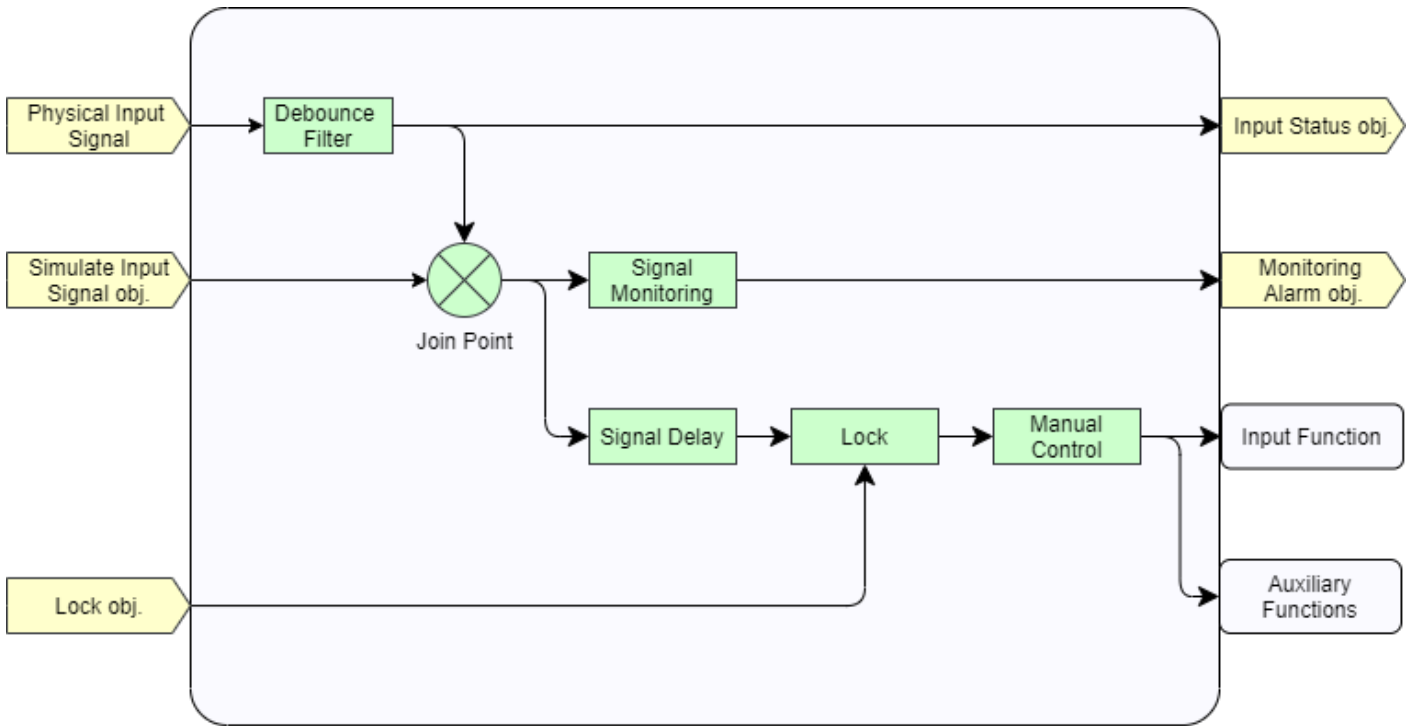 Physical Input
Signal
Debounce
Filter
Input Status obj.
Simulate Input
Signal obj.
Join Point
Signal
Monitoring
Monitoring
Alarm obj.
Signal Delay
Lock
Manual
Control
Input Function
Lock obj.
Auxiliary
Functions